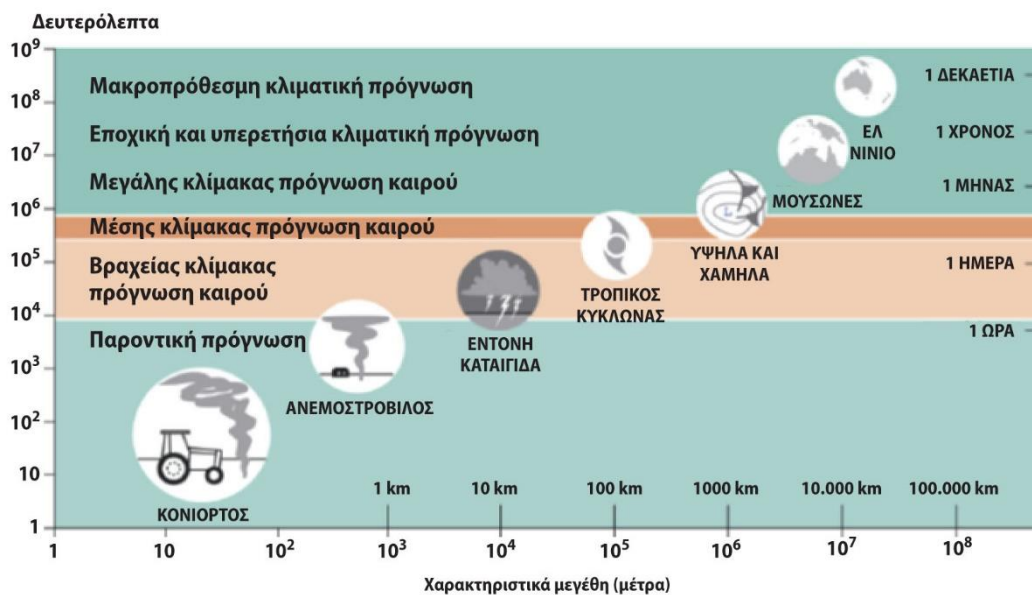 Δευτερόλεπτα
10⁹
10⁸
10⁷
10⁶
10⁵
10⁴
10³
10²
10
1
Μακροπρόθεσμη κλιματική πρόγνωση
Εποχική και υπερετήσια κλιματική πρόγνωση
Μεγάλης κλίμακας πρόγνωση καιρού
Μέσης κλίμακας πρόγνωση καιρού
Βραχείας κλίμακας
πρόγνωση καιρού
Παροντική πρόγνωση
1 ΔΕΚΑΕΤΙΑ
1 ΧΡΟΝΟΣ
1 ΜΗΝΑΣ
1 ΗΜΕΡΑ
1 ΩΡΑ
ΕΛ
ΝΙΝΙΟ
ΜΟΥΣΩΝΕΣ
L
ΥΨΗΛΑ ΚΑΙ
ΧΑΜΗΛΑ
ΤΡΟΠΙΚΟΣ
ΚΥΚΛΩΝΑΣ
ΕΝΤΟΝΗ
ΚΑΤΑΙΓΙΔΑ
ΑΝΕΜΟΣΤΡΟΒΙΛΟΣ
ΚΟΝΙΟΡΤΟΣ
1 km 10 km 100 km 1000 km 10.000 km 100.000 km
1 10 10² 10³ 10⁴ 10⁵ 10⁶ 10⁷ 10⁸
Χαρακτηριστικά μεγέθη (μέτρα)